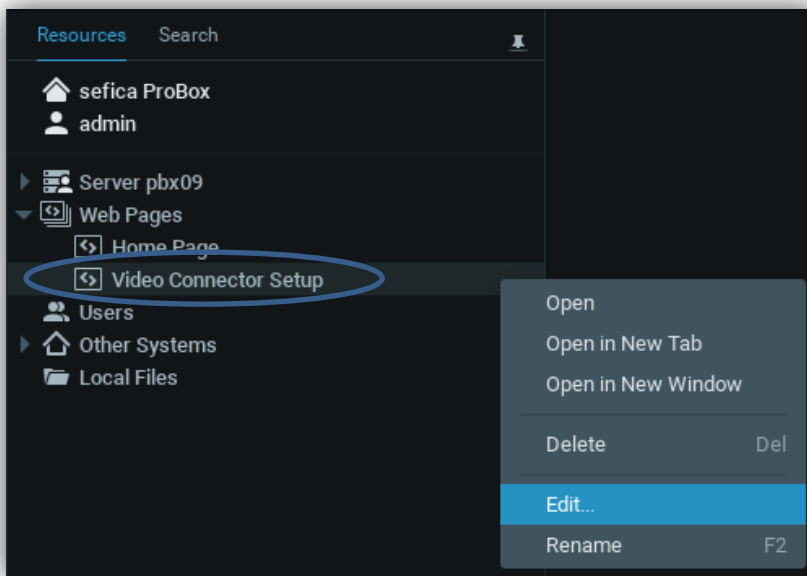 Resources Search
sefica ProBox
admin
Server pbx09
Web Pages
Home Page
Video Connector Setup
Users
Other Systems
Local Files
Open
Open in New Tab
Open in New Window
Delete Del
Edit...
Rename F2